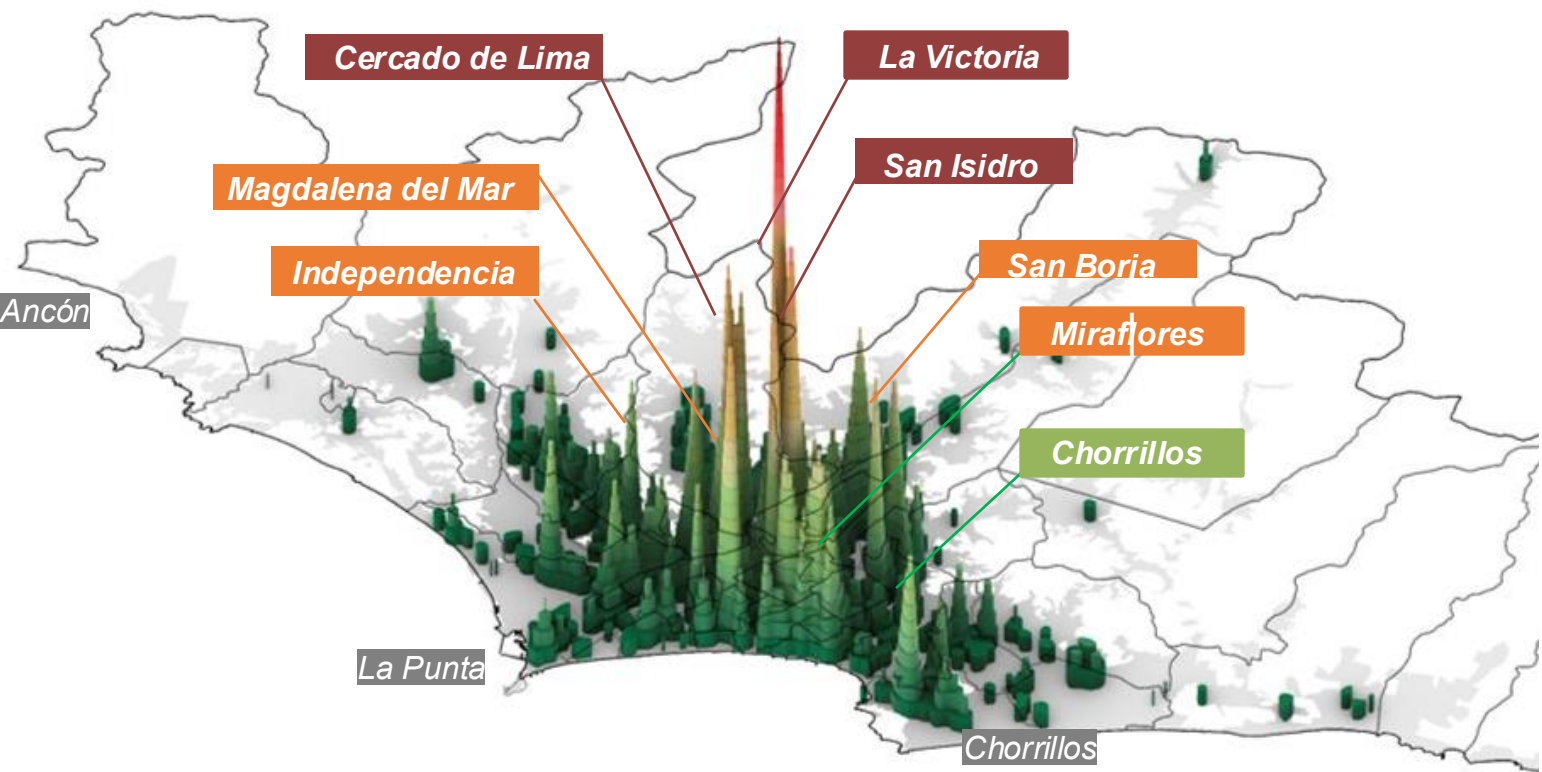 Cercado de Lima
La Victoria
San Isidro
Magdalena del Mar
Independencia
San Borja
Ancón
Miraflores
Chorrillos
La Punta
Chorrillos